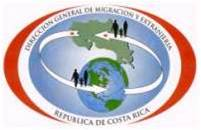 DIRECCION GENERAL DE MIGRACION Y EXTRANJERIA
REPUBLICA DE COSTA RICA